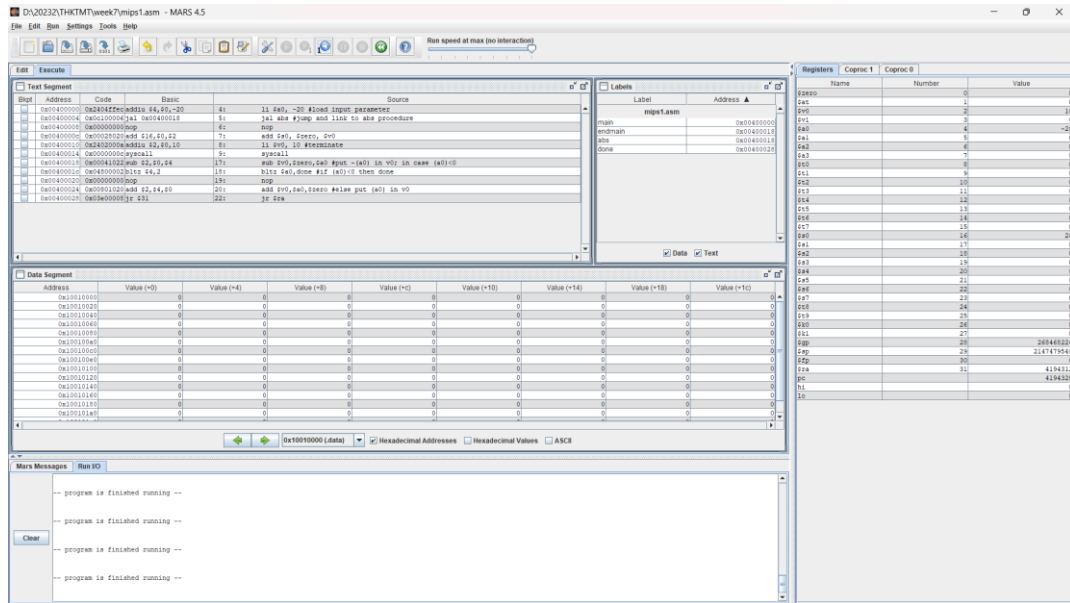 D:\20232\THKTMT\week7\mips1.asm - MARS 4.5
File Edit Run Settings Tools Help
Run speed at max (no interaction)
Edit Execute
Text Segment
Bkpt Address Code Basic Source
0x00400000 0x2404ffec addiu $4,$0,-20 4: li $a0, -20 #load input parameter
0x00400004 0x0c100006 jal 0x00400018 5: jal abs #jump and link to abs procedure
0x00400008 0x00000000 nop 6: nop
0x0040000c 0x00028020 add $16,$0,$2 7: add $s0, $zero, $v0
0x00400010 0x2402000a addiu $2,$0,10 8: li $v0, 10 #terminate
0x00400014 0x0000000c syscall 9: syscall
0x00400018 0x00041022 sub $2,$0,$4 17: sub $v0,$zero,$a0 #put -(a0) in v0; in case (a0)<0
0x0040001c 0x04800002 bltz $4,2 18: bltz $a0,done #if (a0)<0 then done
0x00400020 0x00000000 nop 19: nop
0x00400024 0x00801020 add $2,$4,$0 20: add $v0,$a0,$zero #else put (a0) in v0
0x00400028 0x03e00008 jr $31 22: jr $ra
Labels
Label Address ▲
mips1.asm
main 0x00400000
endmain 0x00400018
abs 0x00400018
done 0x00400028
Data Text
Data Segment
Address Value (+0) Value (+4) Value (+8) Value (+c) Value (+10) Value (+14) Value (+18) Value (+1c)
0x10010000 0 0 0 0 0 0 0 0
0x10010020 0 0 0 0 0 0 0 0
0x10010040 0 0 0 0 0 0 0 0
0x10010060 0 0 0 0 0 0 0 0
0x10010080 0 0 0 0 0 0 0 0
0x100100a0 0 0 0 0 0 0 0 0
0x100100c0 0 0 0 0 0 0 0 0
0x100100e0 0 0 0 0 0 0 0 0
0x10010100 0 0 0 0 0 0 0 0
0x10010120 0 0 0 0 0 0 0 0
0x10010140 0 0 0 0 0 0 0 0
0x10010160 0 0 0 0 0 0 0 0
0x10010180 0 0 0 0 0 0 0 0
0x100101a0 0 0 0 0 0 0 0 0
0x10010000 (.data) Hexadecimal Addresses Hexadecimal Values ASCII
Mars Messages Run I/O
-- program is finished running --
-- program is finished running --
-- program is finished running --
-- program is finished running --
Clear
Registers Coproc 1 Coproc 0
Name Number Value
$zero 0
$at 1
$v0 2
$v1 3
$a0 4
$a1 5
$a2 6
$a3 7
$t0 8
$t1 9
$t2 10
$t3 11
$t4 12
$t5 13
$t6 14
$t7 15
$s0 16
$s1 17
$s2 18
$s3 19
$s4 20
$s5 21
$s6 22
$s7 23
$t8 24
$t9 25
$k0 26
$k1 27
$gp 28
$sp 29
$fp 30
$ra 31
pc
hi
lo